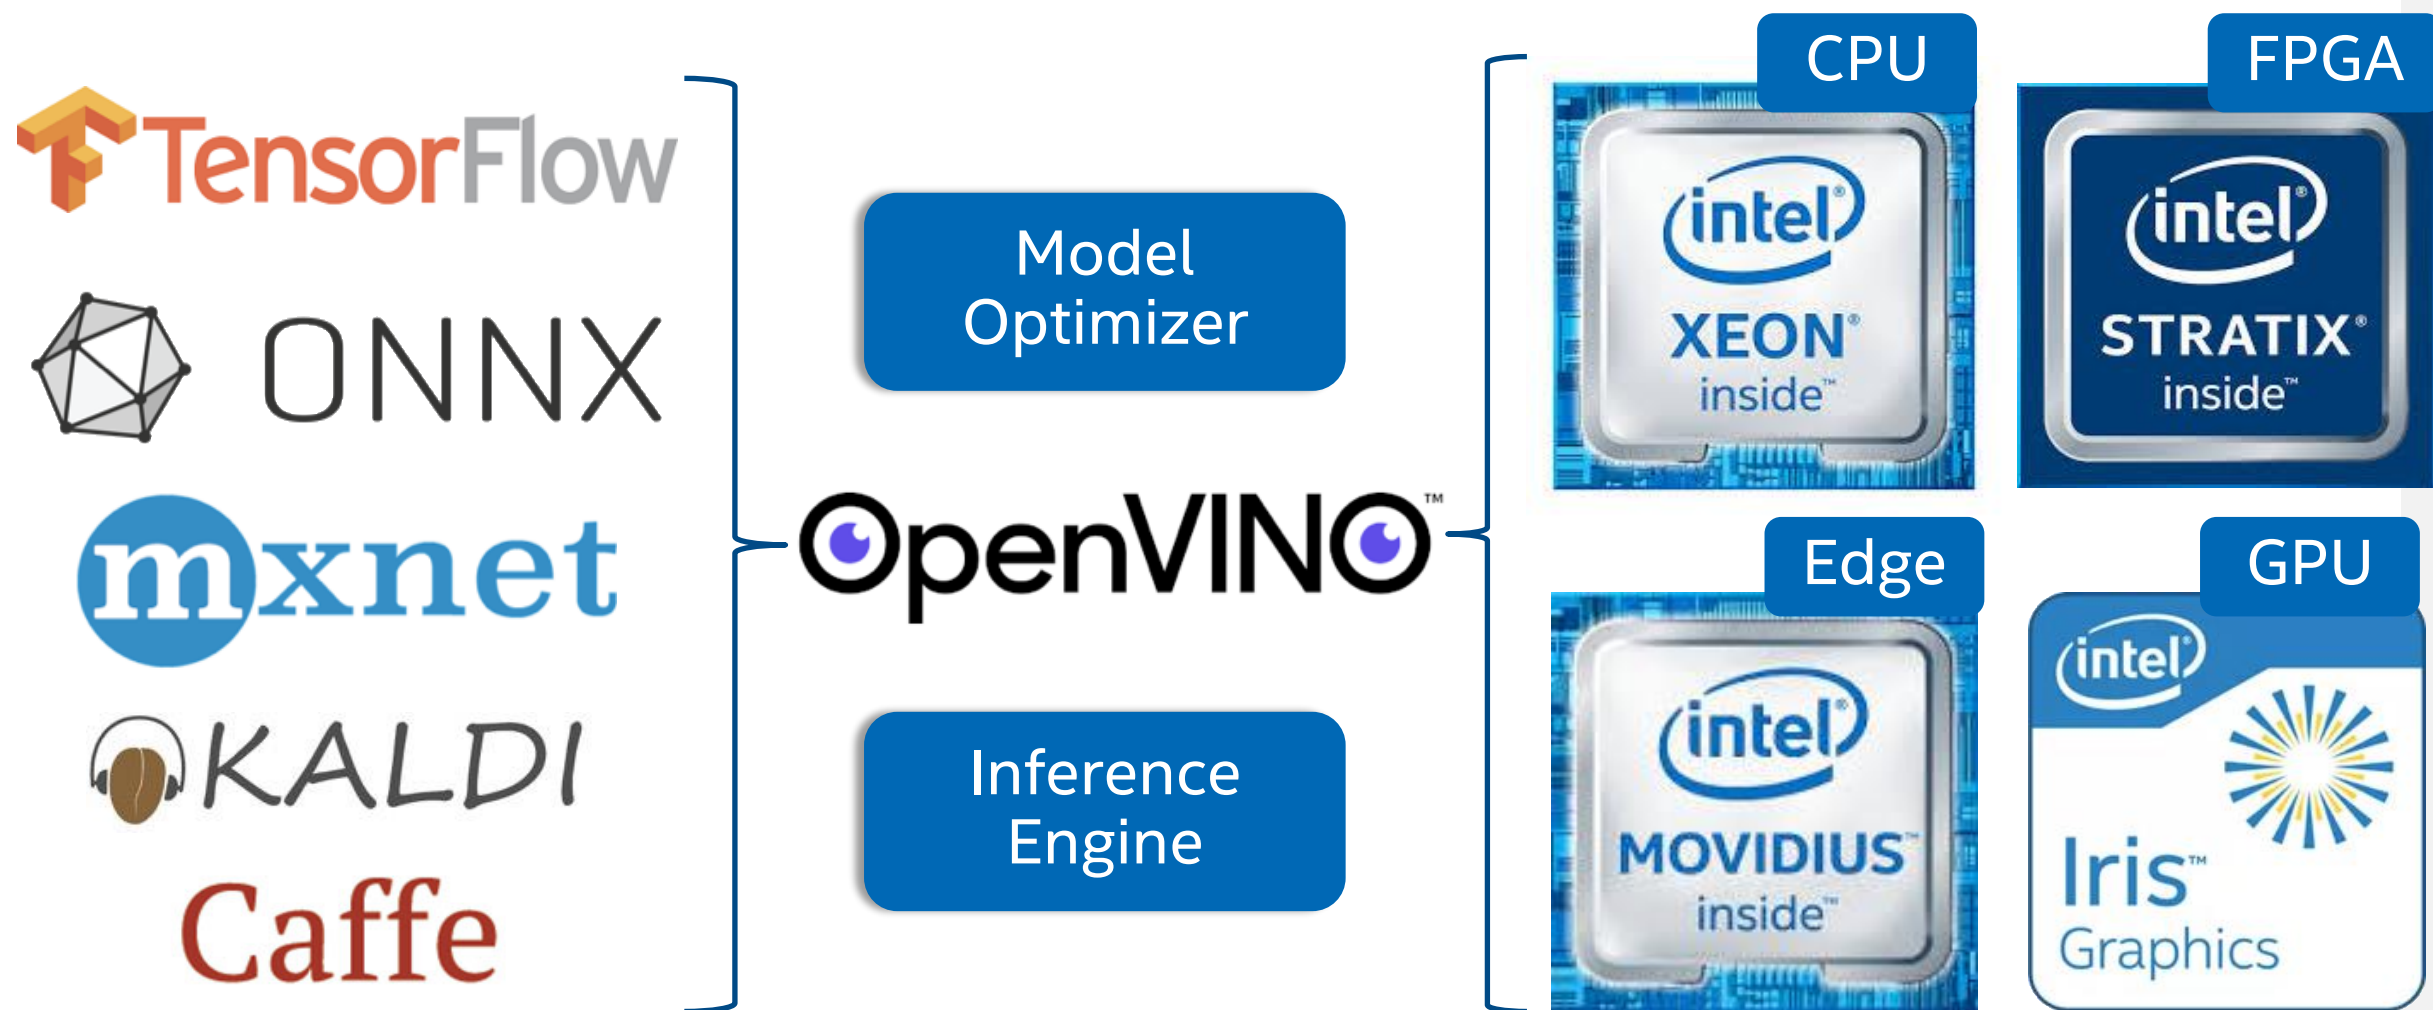 TensorFlow
ONNX
mxnet
KALDI
Caffe
Model
Optimizer
OpenVINO™
Inference
Engine
CPU
intel®
XEON®
inside™
FPGA
intel®
STRATIX®
inside™
Edge
intel®
MOVIDIUS™
inside™
GPU
intel®
Iris™
Graphics